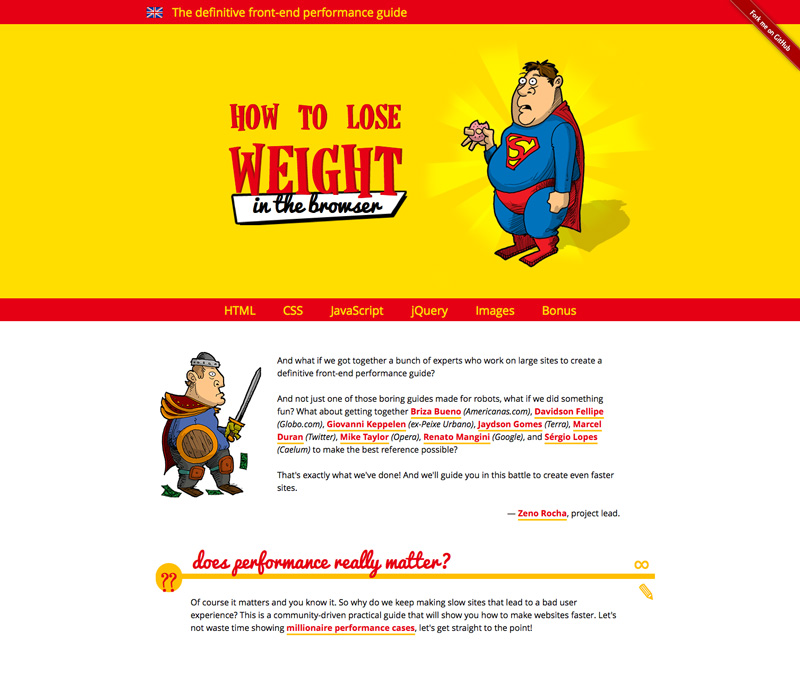 The definitive front-end performance guide
Fork me on GitHub
HOW TO LOSE
WEIGHT
in the browser
S
HTML CSS JavaScript jQuery Images Bonus
And what if we got together a bunch of experts who work on large sites to create a
definitive front-end performance guide?
And not just one of those boring guides made for robots, what if we did something
fun? What about getting together Briza Bueno (Americanas.com), Davidson Fellipe
(Globo.com), Giovanni Keppelen (ex-Peixe Urbano), Jaydson Gomes (Terra), Marcel
Duran (Twitter), Mike Taylor (Opera), Renato Mangini (Google), and Sérgio Lopes
(Caelum) to make the best reference possible?
That's exactly what we've done! And we'll guide you in this battle to create even faster
sites.
— Zeno Rocha, project lead.
does performance really matter?
??
Of course it matters and you know it. So why do we keep making slow sites that lead to a bad user
experience? This is a community-driven practical guide that will show you how to make websites faster. Let's
not waste time showing millionaire performance cases, let's get straight to the point!